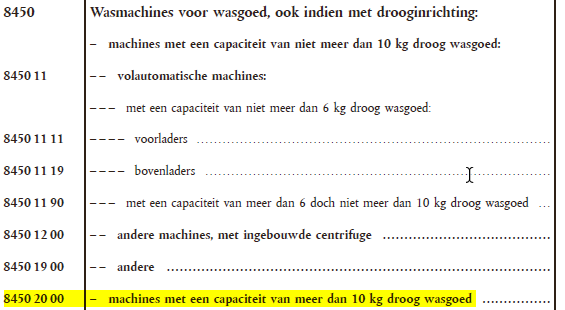 8450 Wasmachines voor wasgoed, ook indien met drooginrichting:
– machines met een capaciteit van niet meer dan 10 kg droog wasgoed:
8450 11 – – volautomatische machines:
– – – met een capaciteit van niet meer dan 6 kg droog wasgoed:
8450 11 11 – – – – voorladers ................................................................
8450 11 19 – – – – bovenladers ................................................................
8450 11 90 – – – met een capaciteit van meer dan 6 doch niet meer dan 10 kg droog wasgoed ...
8450 12 00 – – andere machines, met ingebouwde centrifuge ..................................
8450 19 00 – – andere ................................................................
8450 20 00 – machines met een capaciteit van meer dan 10 kg droog wasgoed ..............